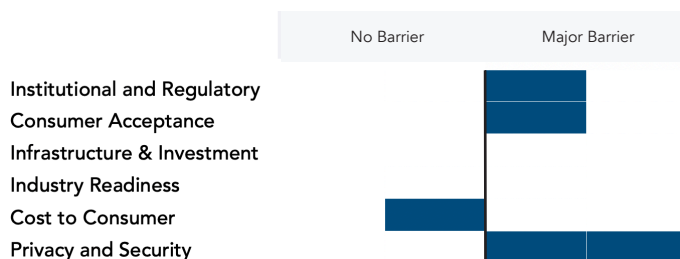 No Barrier Major Barrier
Institutional and Regulatory
Consumer Acceptance
Infrastructure & Investment
Industry Readiness
Cost to Consumer
Privacy and Security